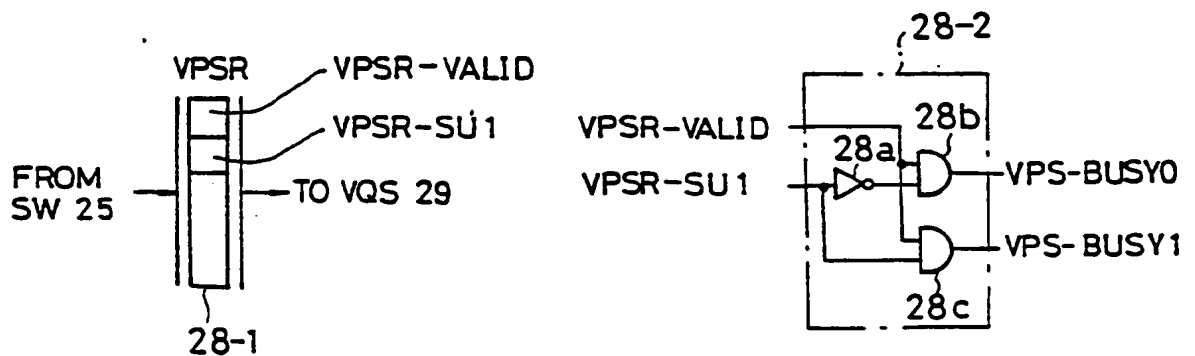 VPSR
VPSR-VALID
VPSR-SU1
FROM
SW 25
TO VQS 29
28-1
28-2
VPSR-VALID
28b
28a
VPSR-SU1
VPS-BUSY0
VPS-BUSY1
28c